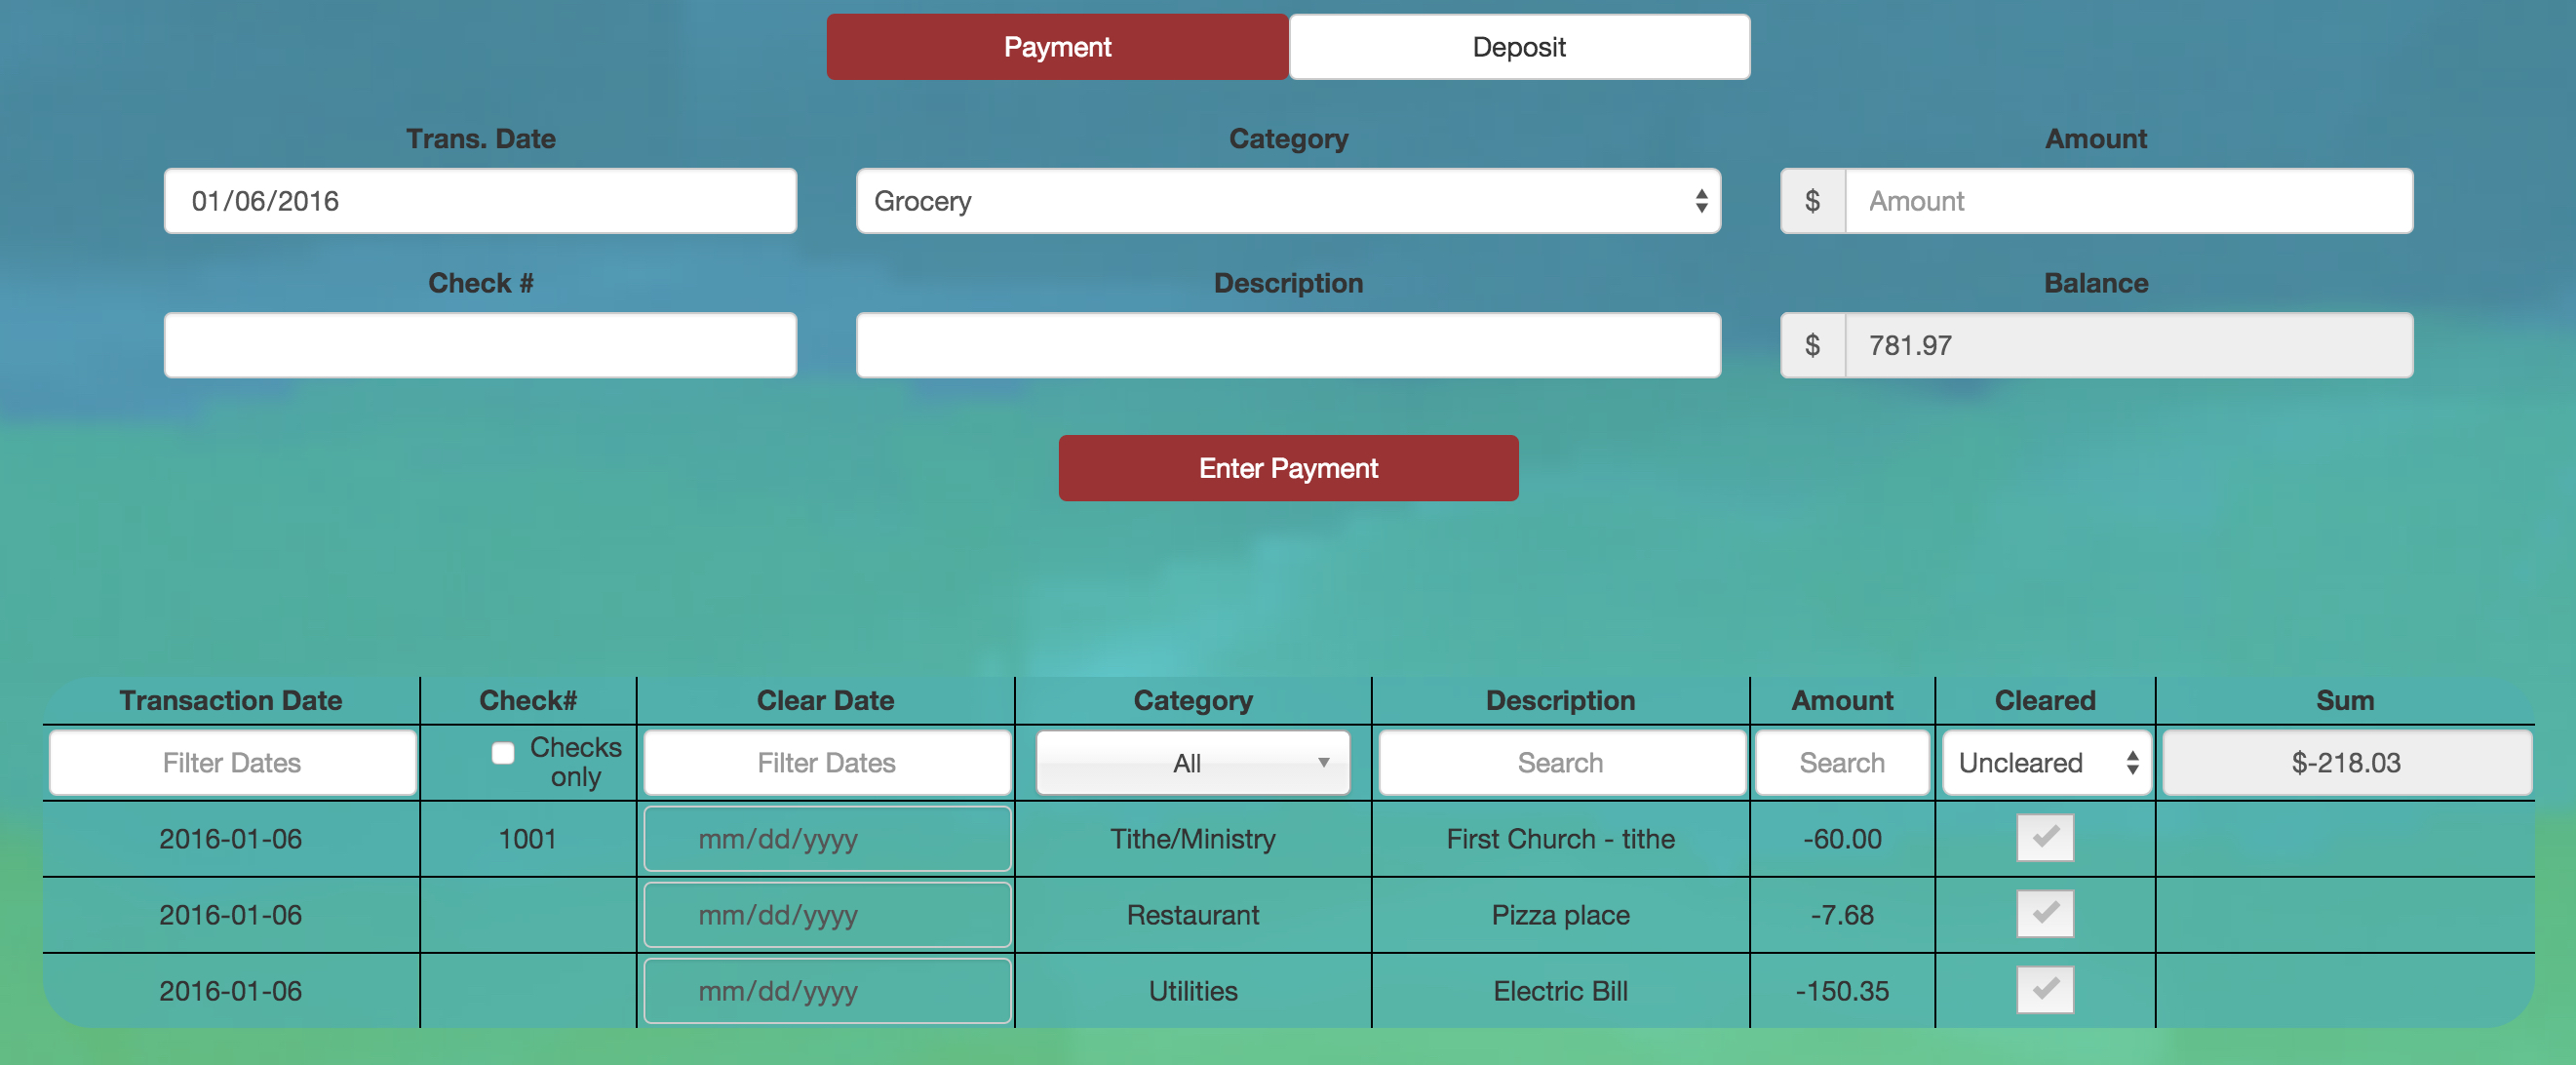 Payment Deposit
Trans. Date Category Amount
01/06/2016 Grocery $ Amount
Check # Description Balance
$ 781.97
Enter Payment
Transaction Date Check# Clear Date Category Description Amount Cleared Sum
Filter Dates Checks only Filter Dates All Search Search Uncleared $-218.03
2016-01-06 1001 mm/dd/yyyy Tithe/Ministry First Church - tithe -60.00
2016-01-06 mm/dd/yyyy Restaurant Pizza place -7.68
2016-01-06 mm/dd/yyyy Utilities Electric Bill -150.35